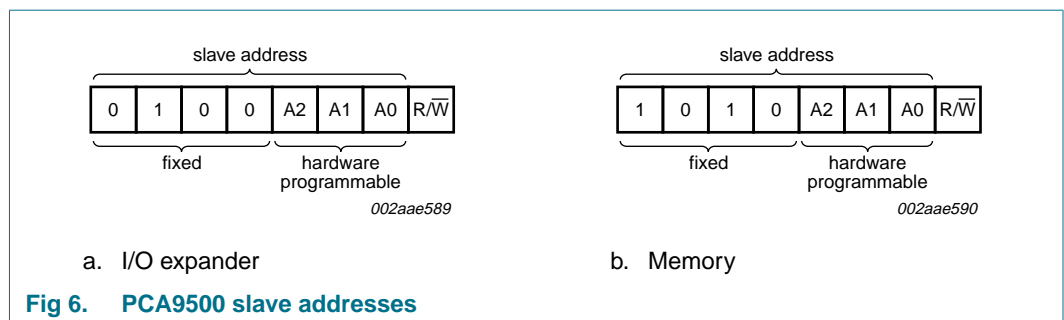 slave address
0 1 0 0 A2 A1 A0 R/W̅
fixed
hardware
programmable
002aae589
a. I/O expander
slave address
1 0 1 0 A2 A1 A0 R/W̅
fixed
hardware
programmable
002aae590
b. Memory
Fig 6. PCA9500 slave addresses